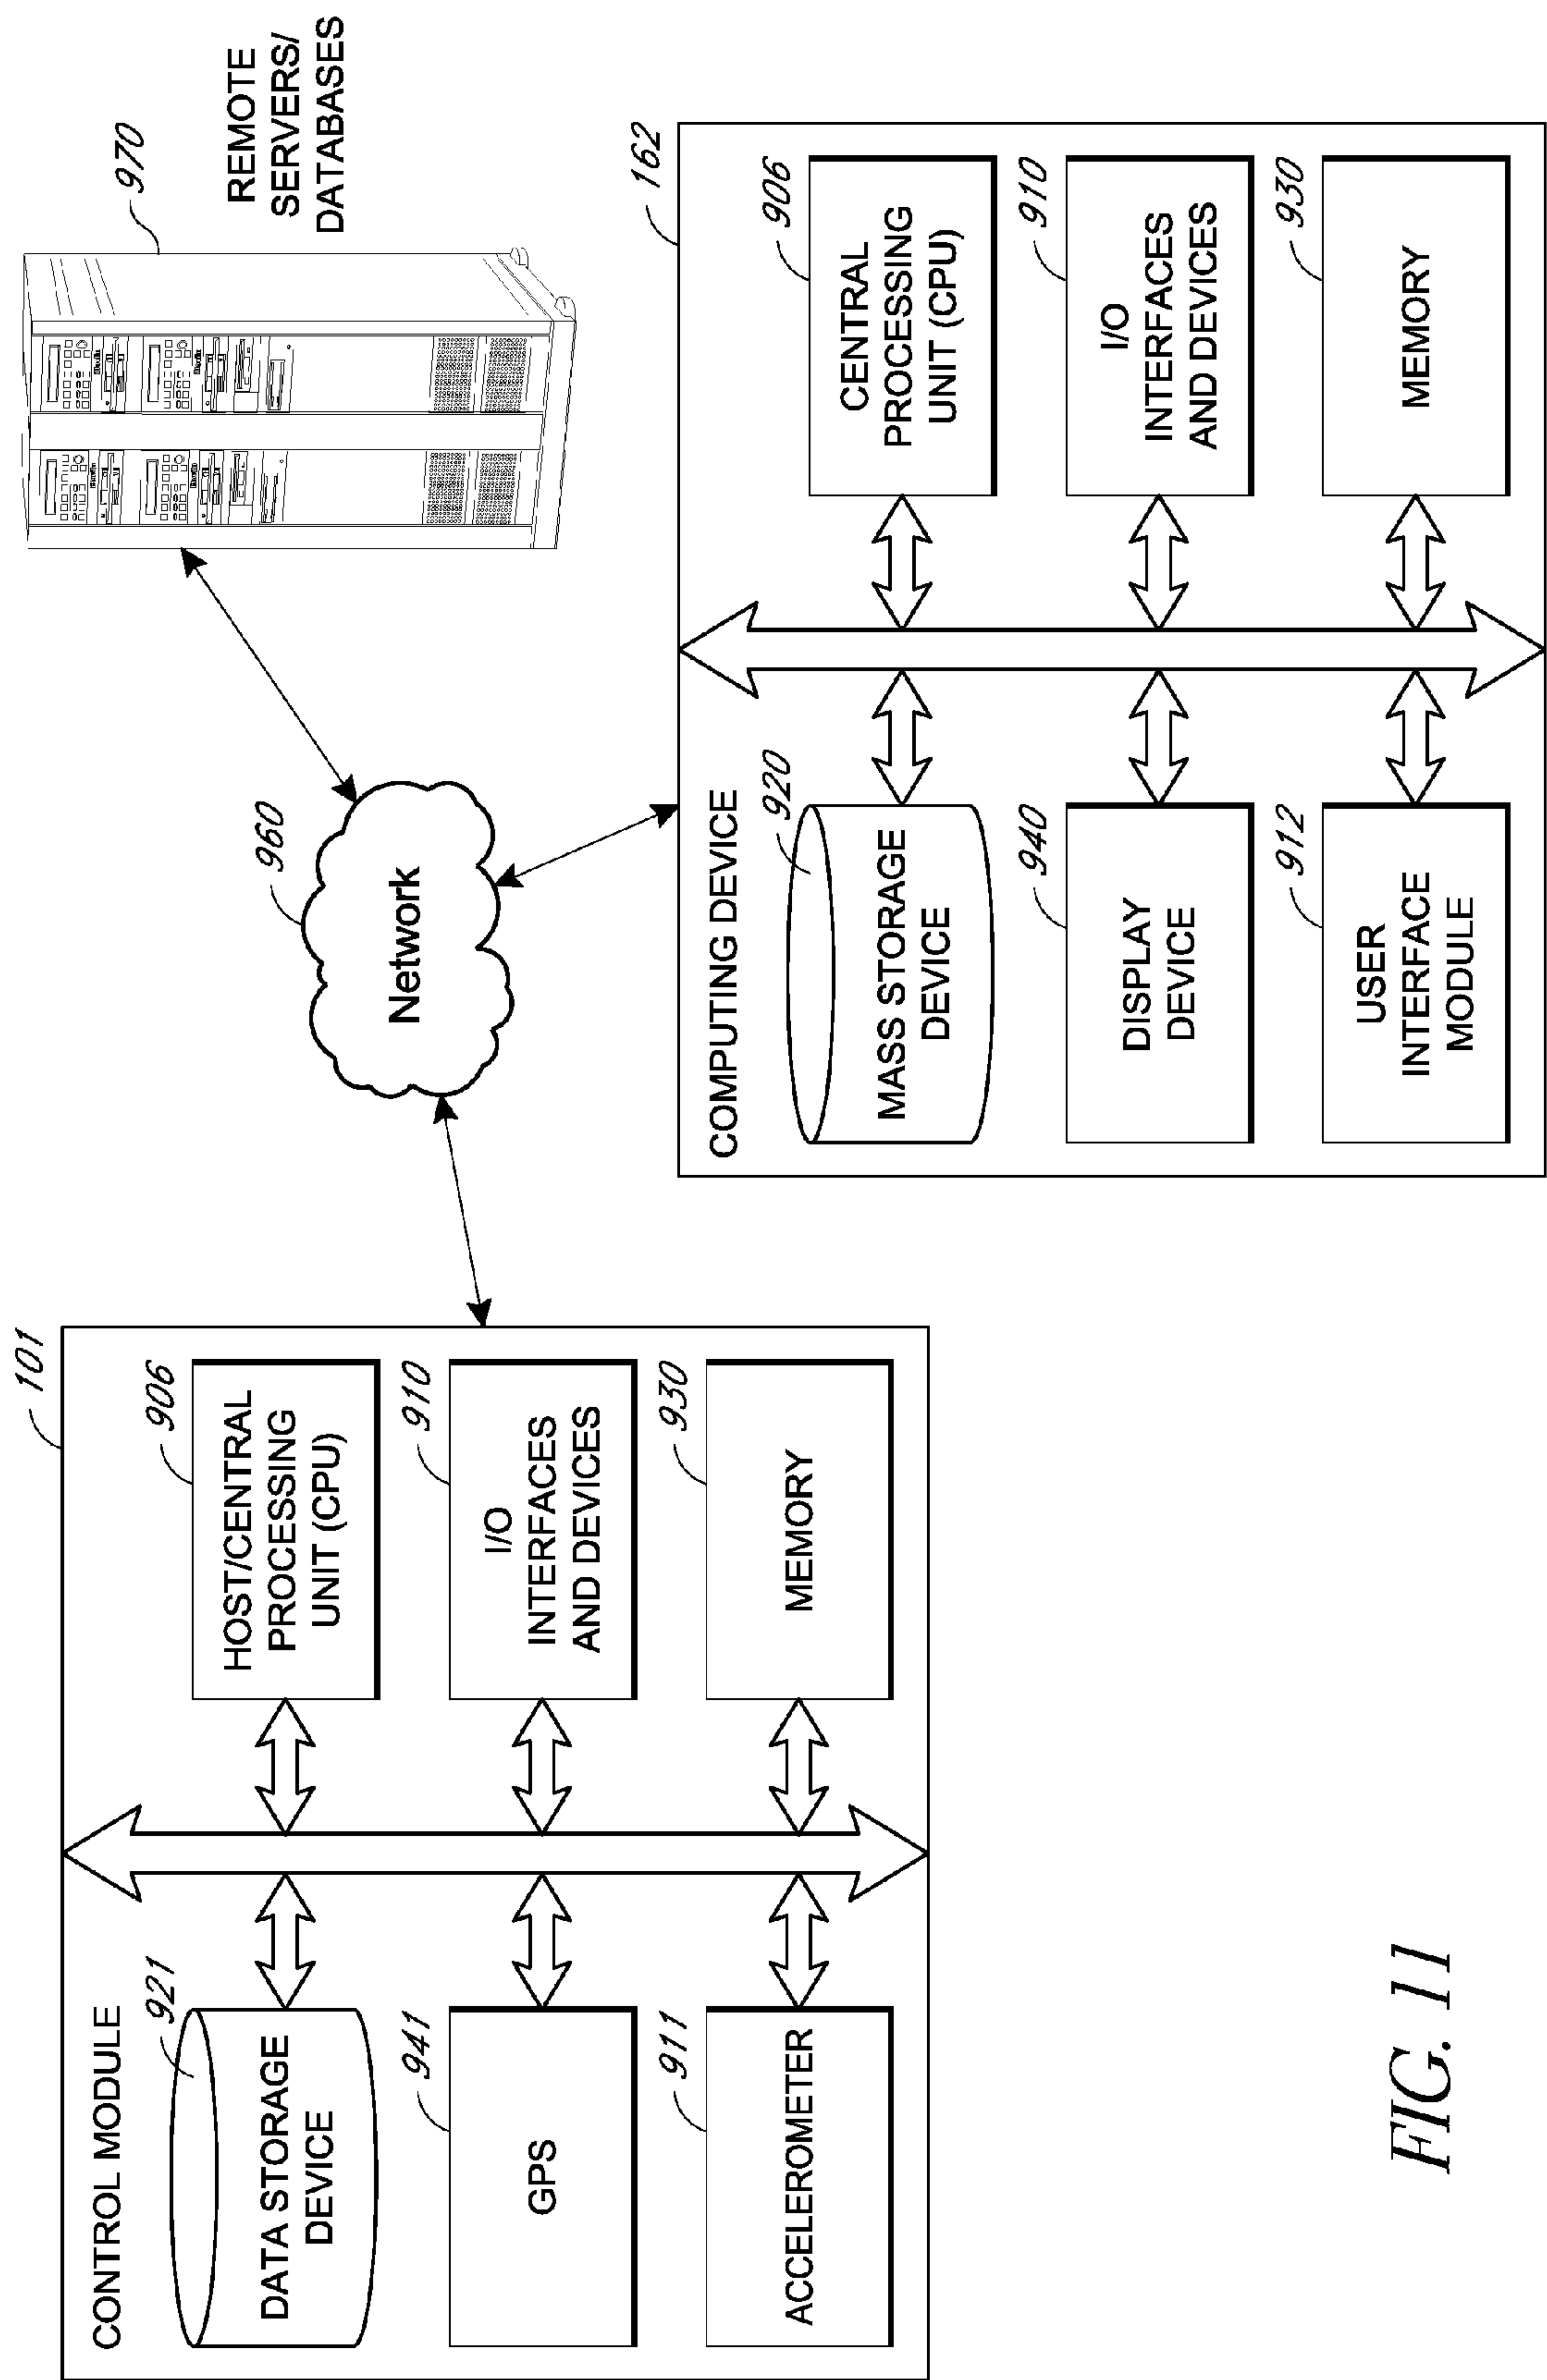 101
CONTROL MODULE
921
DATA STORAGE
DEVICE
906
HOST/CENTRAL
PROCESSING
UNIT (CPU)
941
GPS
910
I/O
INTERFACES
AND DEVICES
911
ACCELEROMETER
930
MEMORY
960
Network
970
REMOTE
SERVERS/
DATABASES
162
COMPUTING DEVICE
920
MASS STORAGE
DEVICE
906
CENTRAL
PROCESSING
UNIT (CPU)
940
DISPLAY
DEVICE
910
I/O
INTERFACES
AND DEVICES
912
USER
INTERFACE
MODULE
930
MEMORY
FIG. 11